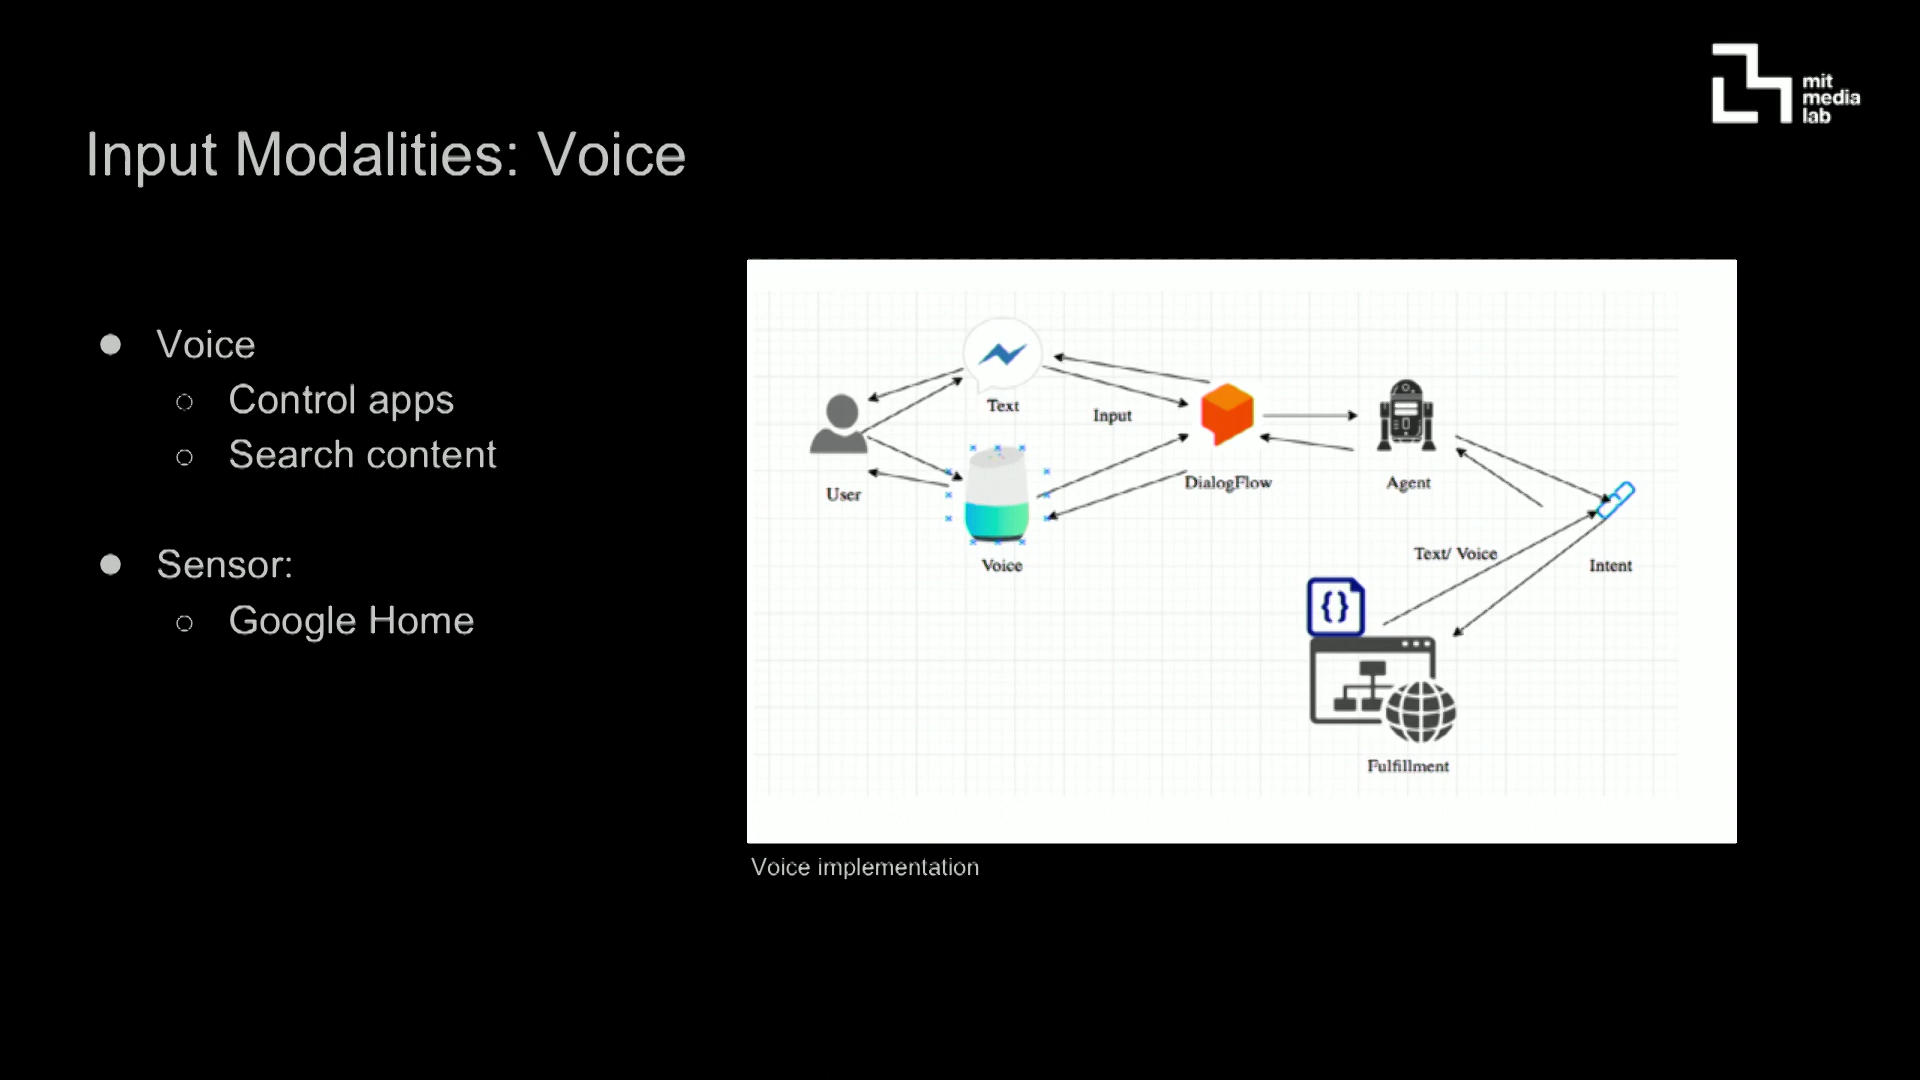 mit
media
lab
Input Modalities: Voice
Voice
Control apps
Search content
Sensor:
Google Home
Text
Input
User
DialogFlow
Agent
Voice
Text/ Voice
Intent
{}
Fulfillment
Voice implementation